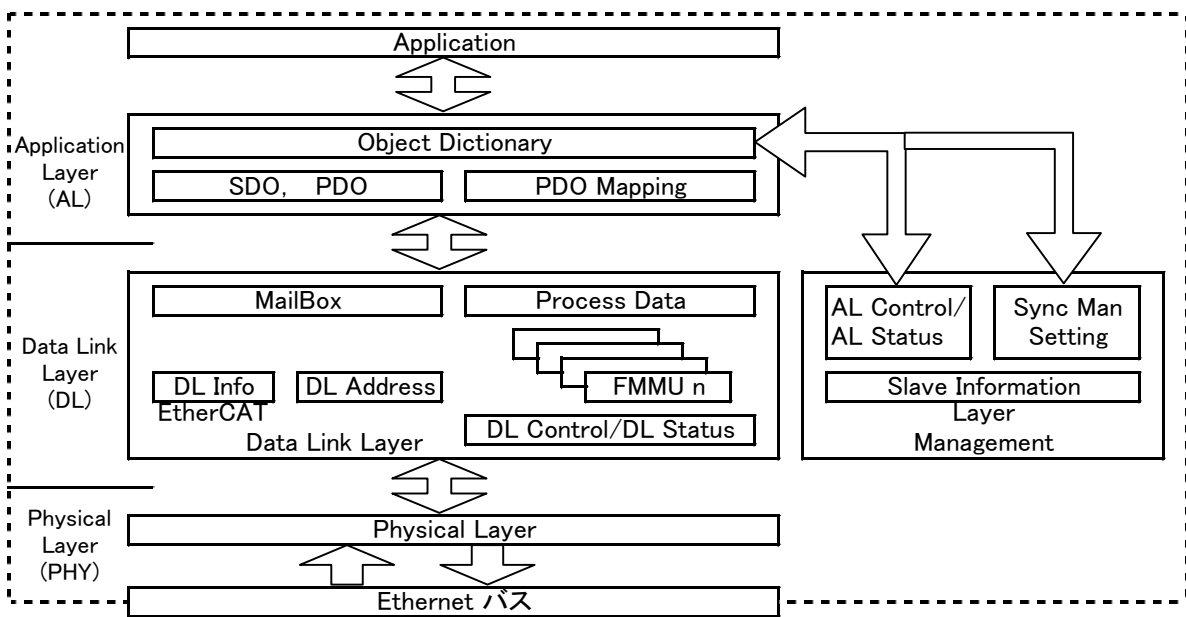 Application
Application
Layer
(AL)
Object Dictionary
SDO, PDO
PDO Mapping
Data Link
Layer
(DL)
MailBox
Process Data
FMMU n
DL Info
DL Address
EtherCAT
Data Link Layer
DL Control/DL Status
AL Control/
AL Status
Sync Man
Setting
Slave Information
Layer
Management
Physical
Layer
(PHY)
Physical Layer
Ethernet バス